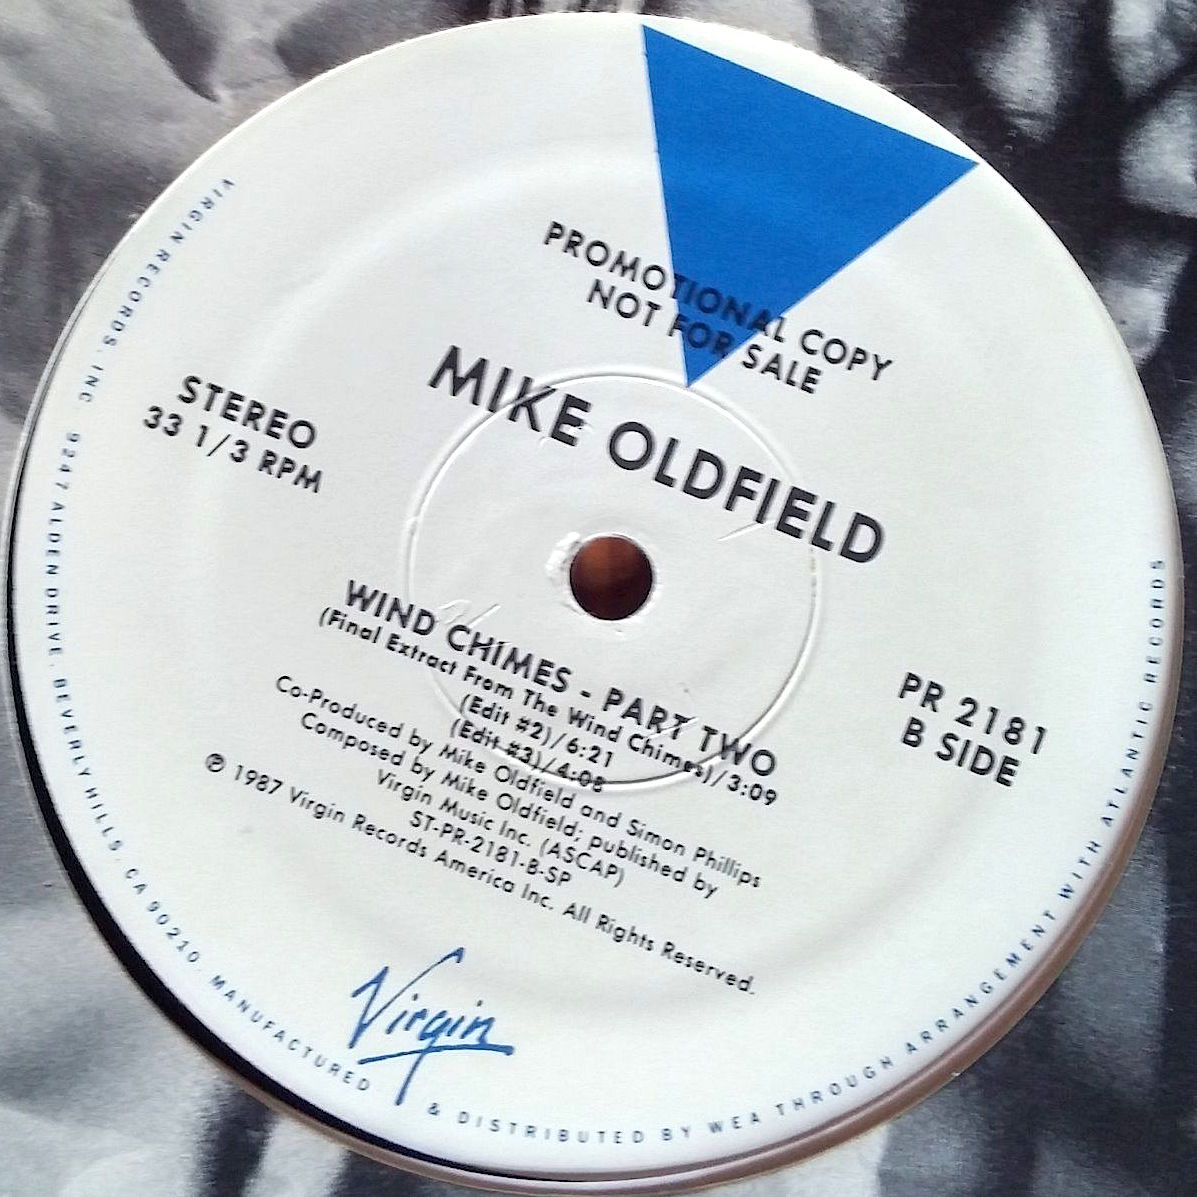 PROMOTIONAL COPY
NOT FOR SALE
MIKE OLDFIELD
STEREO
33 1/3 RPM
WIND CHIMES - PART TWO
(Final Extract From The Wind Chimes)/3:09
(Edit #2)/6:21
(Edit #3)/4:08
PR 2181
B SIDE
Co-Produced by Mike Oldfield and Simon Phillips
Composed by Mike Oldfield; published by
Virgin Music Inc. (ASCAP)
ST-PR-2181-B-SP
℗ 1987 Virgin Records America Inc. All Rights Reserved.
Virgin
VIRGIN RECORDS, INC. 9247 ALDEN DRIVE. BEVERLY HILLS. CA 90210. MANUFACTURED & DISTRIBUTED BY WEA THROUGH ARRANGEMENT WITH ATLANTIC RECORDS